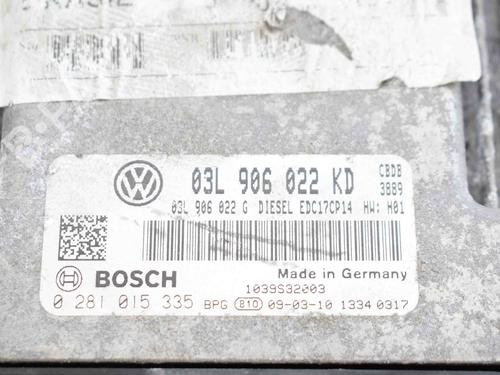 03L 906 022 KD
CBDB
3889
03L 906 022 G DIESEL EDC17CP14 HW: H01
BOSCH
Made in Germany
1039S32003
0 281 015 335 BPG 810 09-03-10 1334 0317